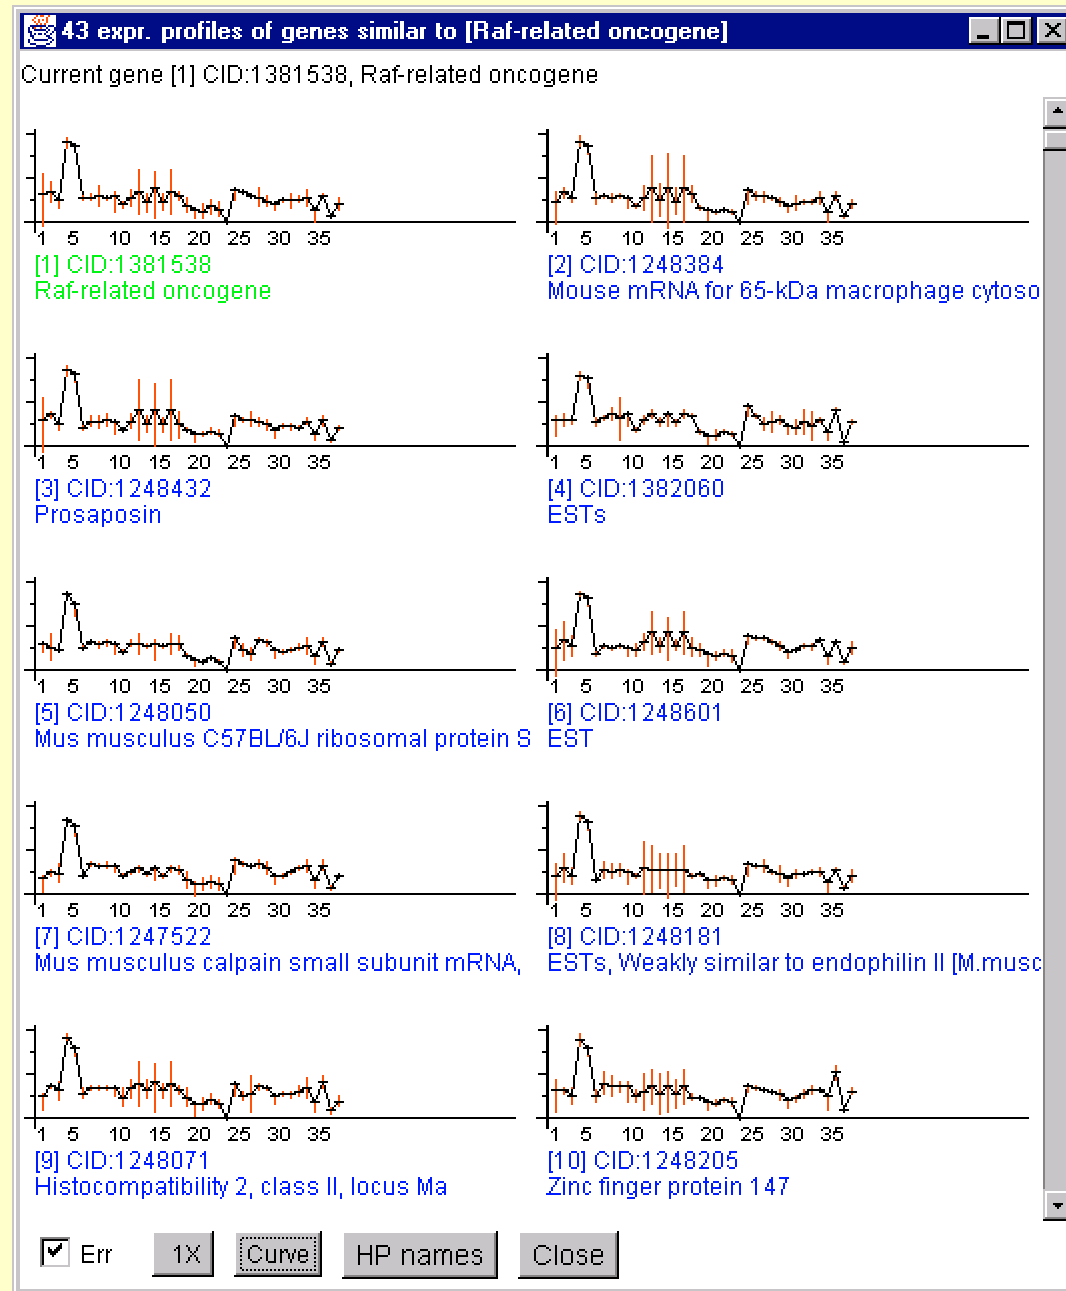 43 expr. profiles of genes similar to [Raf-related oncogene]
Current gene [1] CID:1381538, Raf-related oncogene
1 5 10 15 20 25 30 35
[1] CID:1381538
Raf-related oncogene
1 5 10 15 20 25 30 35
[2] CID:1248384
Mouse mRNA for 65-kDa macrophage cytoso
1 5 10 15 20 25 30 35
[3] CID:1248432
Prosaposin
1 5 10 15 20 25 30 35
[4] CID:1382060
ESTs
1 5 10 15 20 25 30 35
[5] CID:1248050
Mus musculus C57BL/6J ribosomal protein S
1 5 10 15 20 25 30 35
[6] CID:1248601
EST
1 5 10 15 20 25 30 35
[7] CID:1247522
Mus musculus calpain small subunit mRNA,
1 5 10 15 20 25 30 35
[8] CID:1248181
ESTs, Weakly similar to endophilin II [M.musc
1 5 10 15 20 25 30 35
[9] CID:1248071
Histocompatibility 2, class II, locus Ma
1 5 10 15 20 25 30 35
[10] CID:1248205
Zinc finger protein 147
Err 1X Curve HP names Close